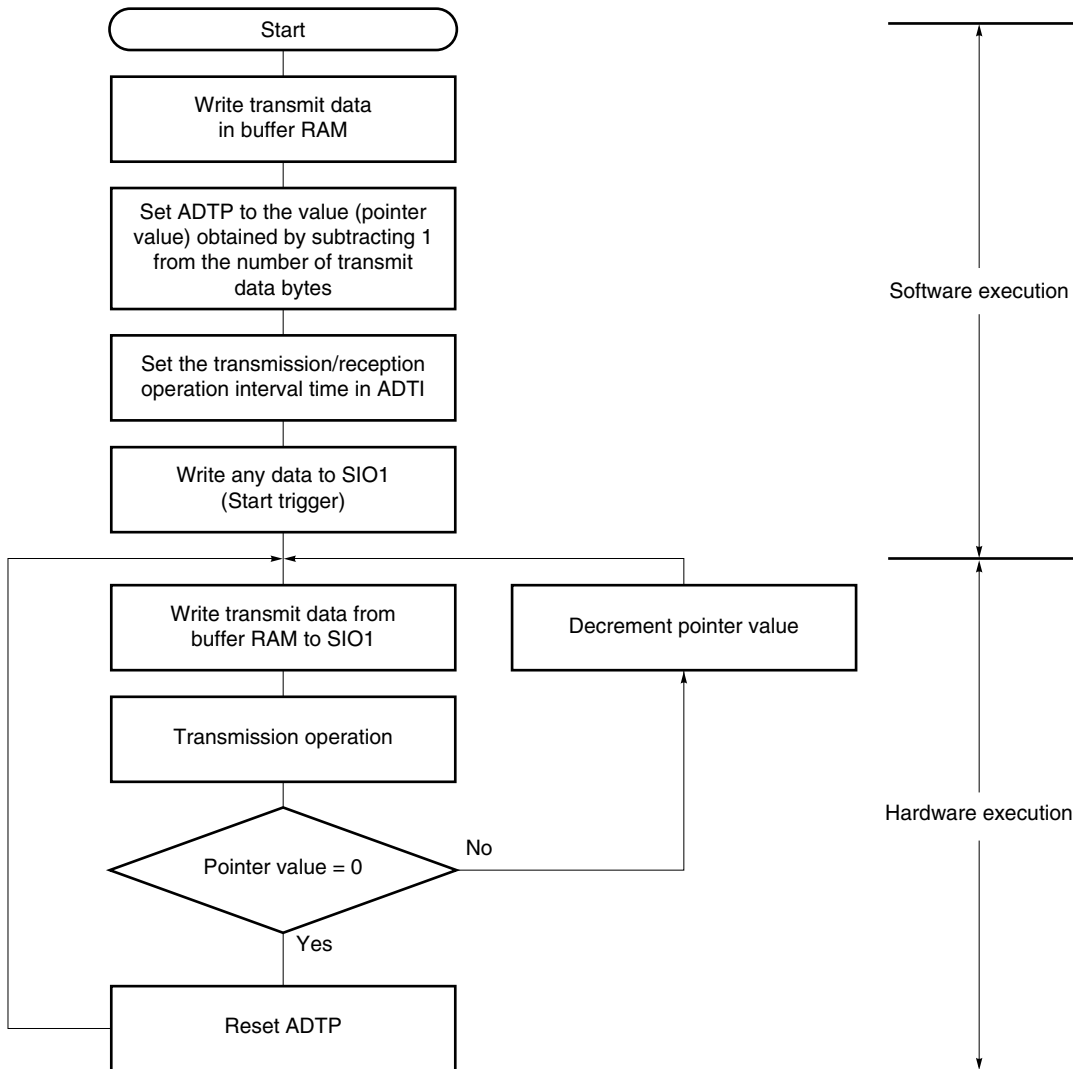 Start
Write transmit data
in buffer RAM
Set ADTP to the value (pointer
value) obtained by subtracting 1
from the number of transmit
data bytes
Software execution
Set the transmission/reception
operation interval time in ADTI
Write any data to SIO1
(Start trigger)
Write transmit data from
buffer RAM to SIO1
Decrement pointer value
Transmission operation
Hardware execution
Pointer value = 0
No
Yes
Reset ADTP